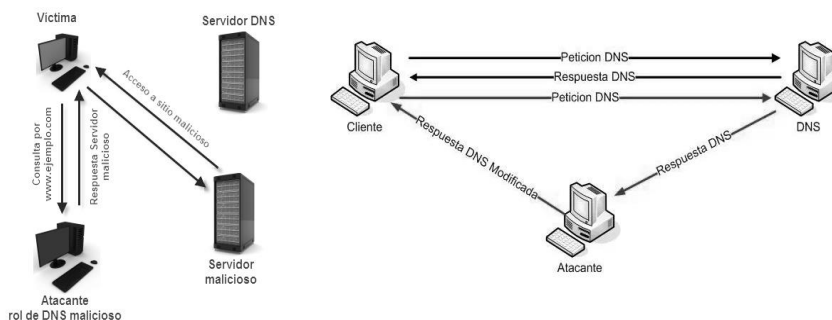 Víctima
Servidor DNS
Acceso a sitio malicioso
Consulta por
www.ejemplo.com
Respuesta Servidor
malicioso
Servidor
malicioso
Atacante
rol de DNS malicioso
Peticion DNS
Respuesta DNS
Peticion DNS
Cliente
DNS
Respuesta DNS Modificada
Respuesta DNS
Atacante